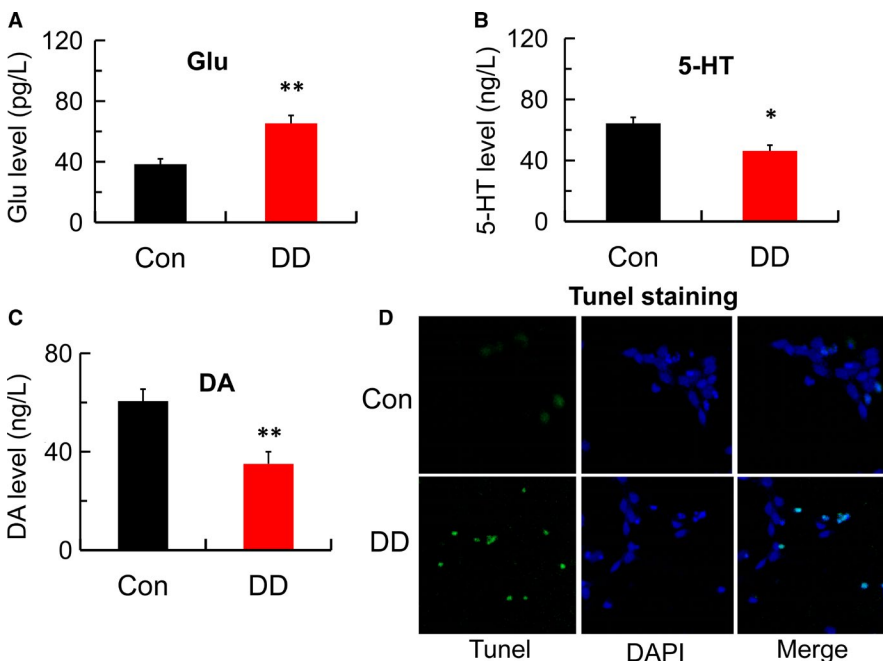 A
Glu level (pg/L)
120
80
40
0
Glu
**
Con
DD
B
5-HT level (ng/L)
120
80
40
0
5-HT
*
Con
DD
C
DA level (ng/L)
80
40
0
DA
**
Con
DD
D
Tunel staining
Con
DD
Tunel
DAPI
Merge